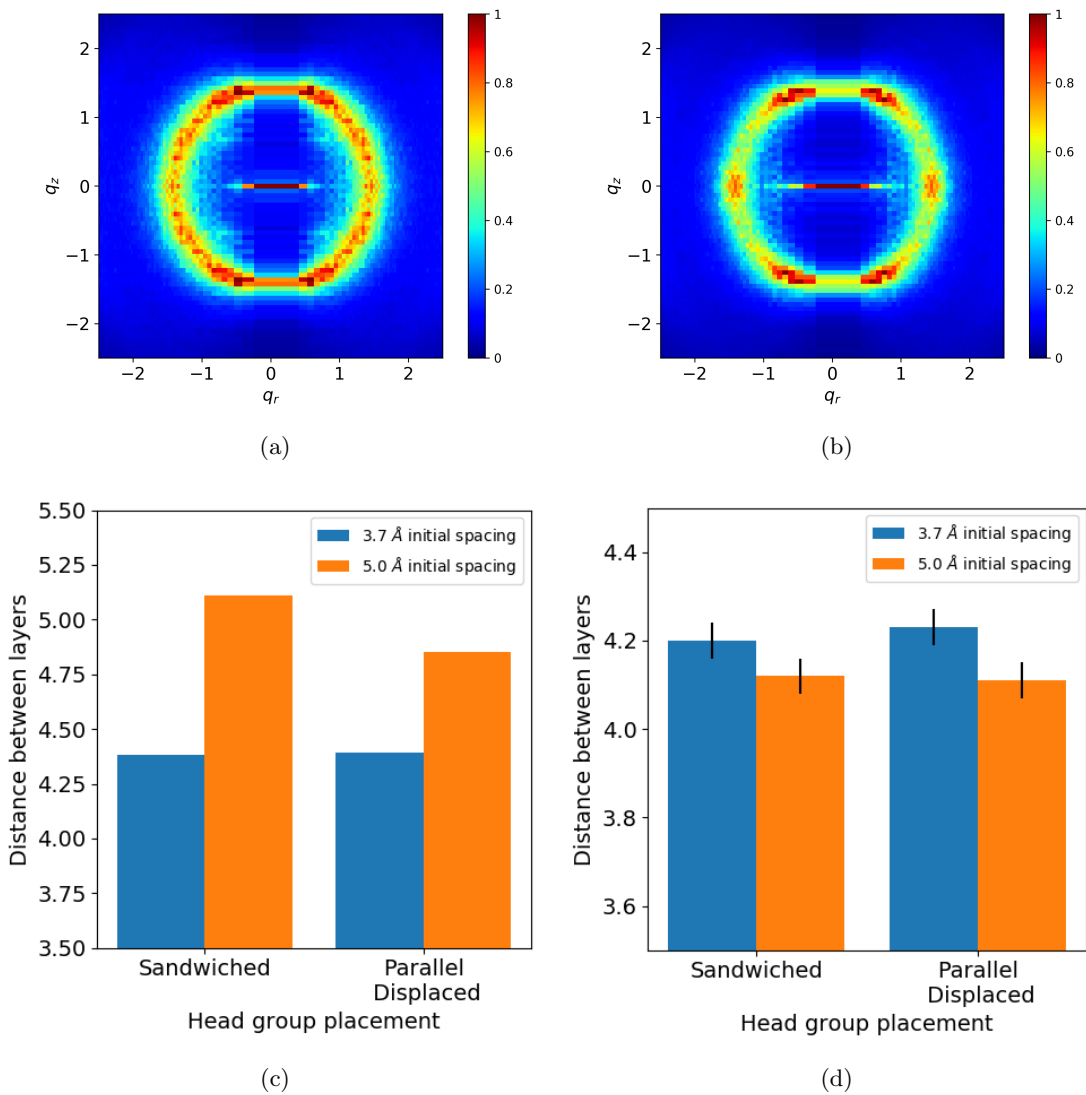 2
1
0
−1
−2
q_z
−2 −1 0 1 2
q_r
1
0.8
0.6
0.4
0.2
0
(a)
2
1
0
−1
−2
q_z
−2 −1 0 1 2
q_r
1
0.8
0.6
0.4
0.2
0
(b)
5.50
5.25
5.00
4.75
4.50
4.25
4.00
3.75
3.50
Distance between layers
3.7 Å initial spacing
5.0 Å initial spacing
Sandwiched
Parallel
Displaced
Head group placement
(c)
4.4
4.2
4.0
3.8
3.6
Distance between layers
3.7 Å initial spacing
5.0 Å initial spacing
Sandwiched
Parallel
Displaced
Head group placement
(d)